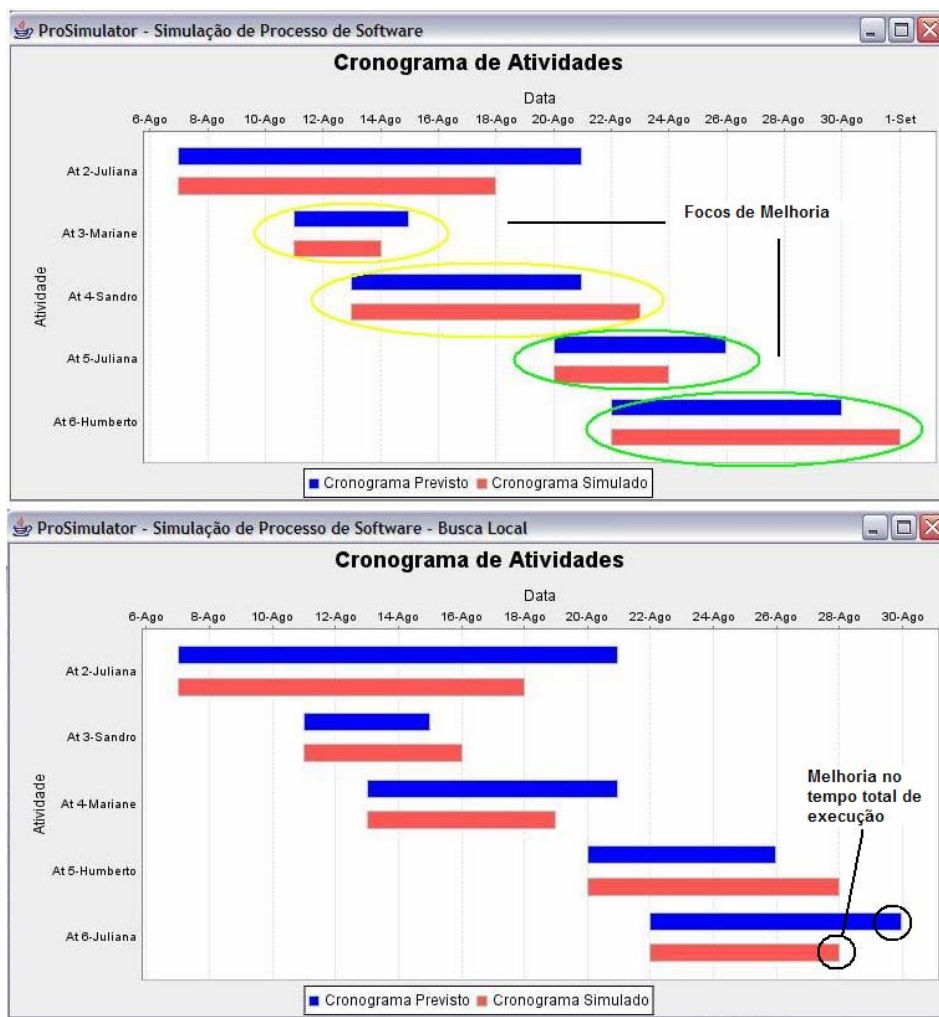 ProSimulator - Simulação de Processo de Software
Cronograma de Atividades
Data
6-Ago 8-Ago 10-Ago 12-Ago 14-Ago 16-Ago 18-Ago 20-Ago 22-Ago 24-Ago 26-Ago 28-Ago 30-Ago 1-Set
Atividade
At 2-Juliana
At 3-Mariane
At 4-Sandro
At 5-Juliana
At 6-Humberto
Focos de Melhoria
Cronograma Previsto Cronograma Simulado
ProSimulator - Simulação de Processo de Software - Busca Local
Cronograma de Atividades
Data
6-Ago 8-Ago 10-Ago 12-Ago 14-Ago 16-Ago 18-Ago 20-Ago 22-Ago 24-Ago 26-Ago 28-Ago 30-Ago
Atividade
At 2-Juliana
At 3-Sandro
At 4-Mariane
At 5-Humberto
At 6-Juliana
Melhoria no
tempo total de
execução
Cronograma Previsto Cronograma Simulado